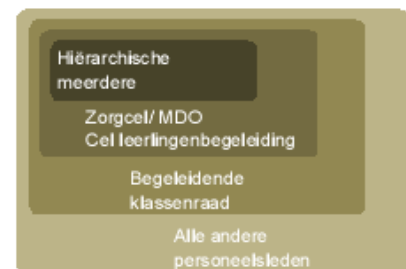 Hiërarchische
meerdere
Zorgcel/ MDO
Cel leerlingenbegeleiding
Begeleidende
klassenraad
Alle andere
personeelsleden